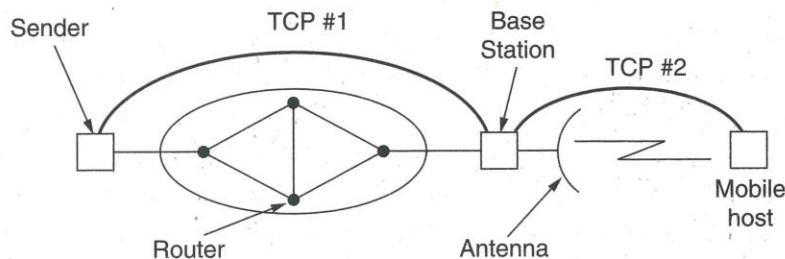 Sender
TCP #1
Base
Station
TCP #2
Router
Antenna
Mobile
host